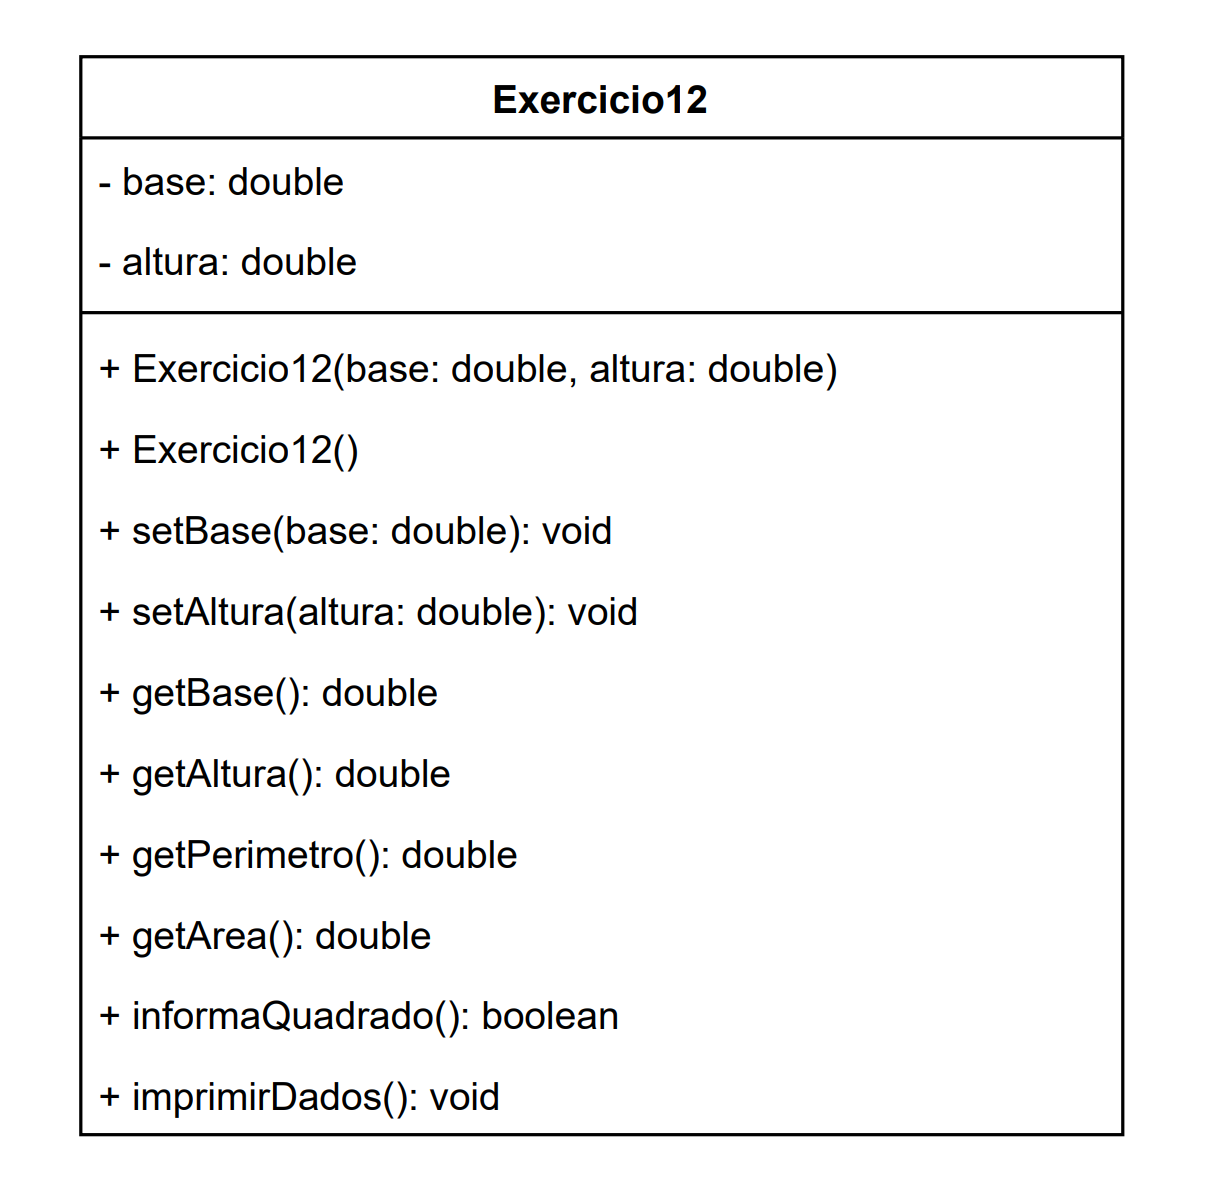 Exercicio12
- base: double
- altura: double
+ Exercicio12(base: double, altura: double)
+ Exercicio12()
+ setBase(base: double): void
+ setAltura(altura: double): void
+ getBase(): double
+ getAltura(): double
+ getPerimetro(): double
+ getArea(): double
+ informaQuadrado(): boolean
+ imprimirDados(): void